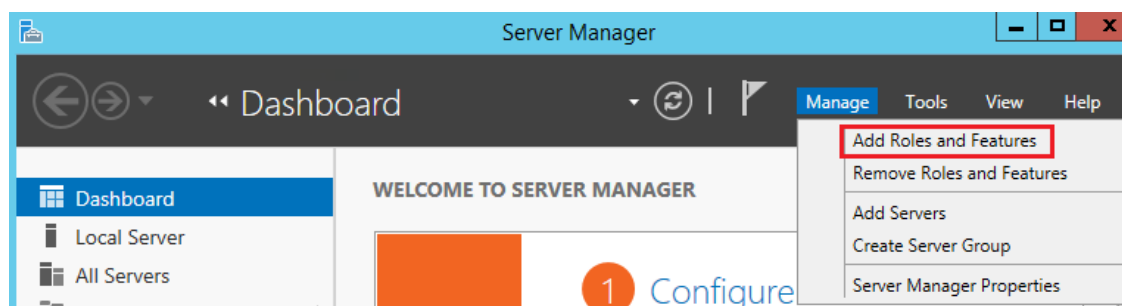 Server Manager
Dashboard
Manage Tools View Help
Add Roles and Features
Remove Roles and Features
Add Servers
Create Server Group
Server Manager Properties
Dashboard
Local Server
All Servers
WELCOME TO SERVER MANAGER
1 Configure